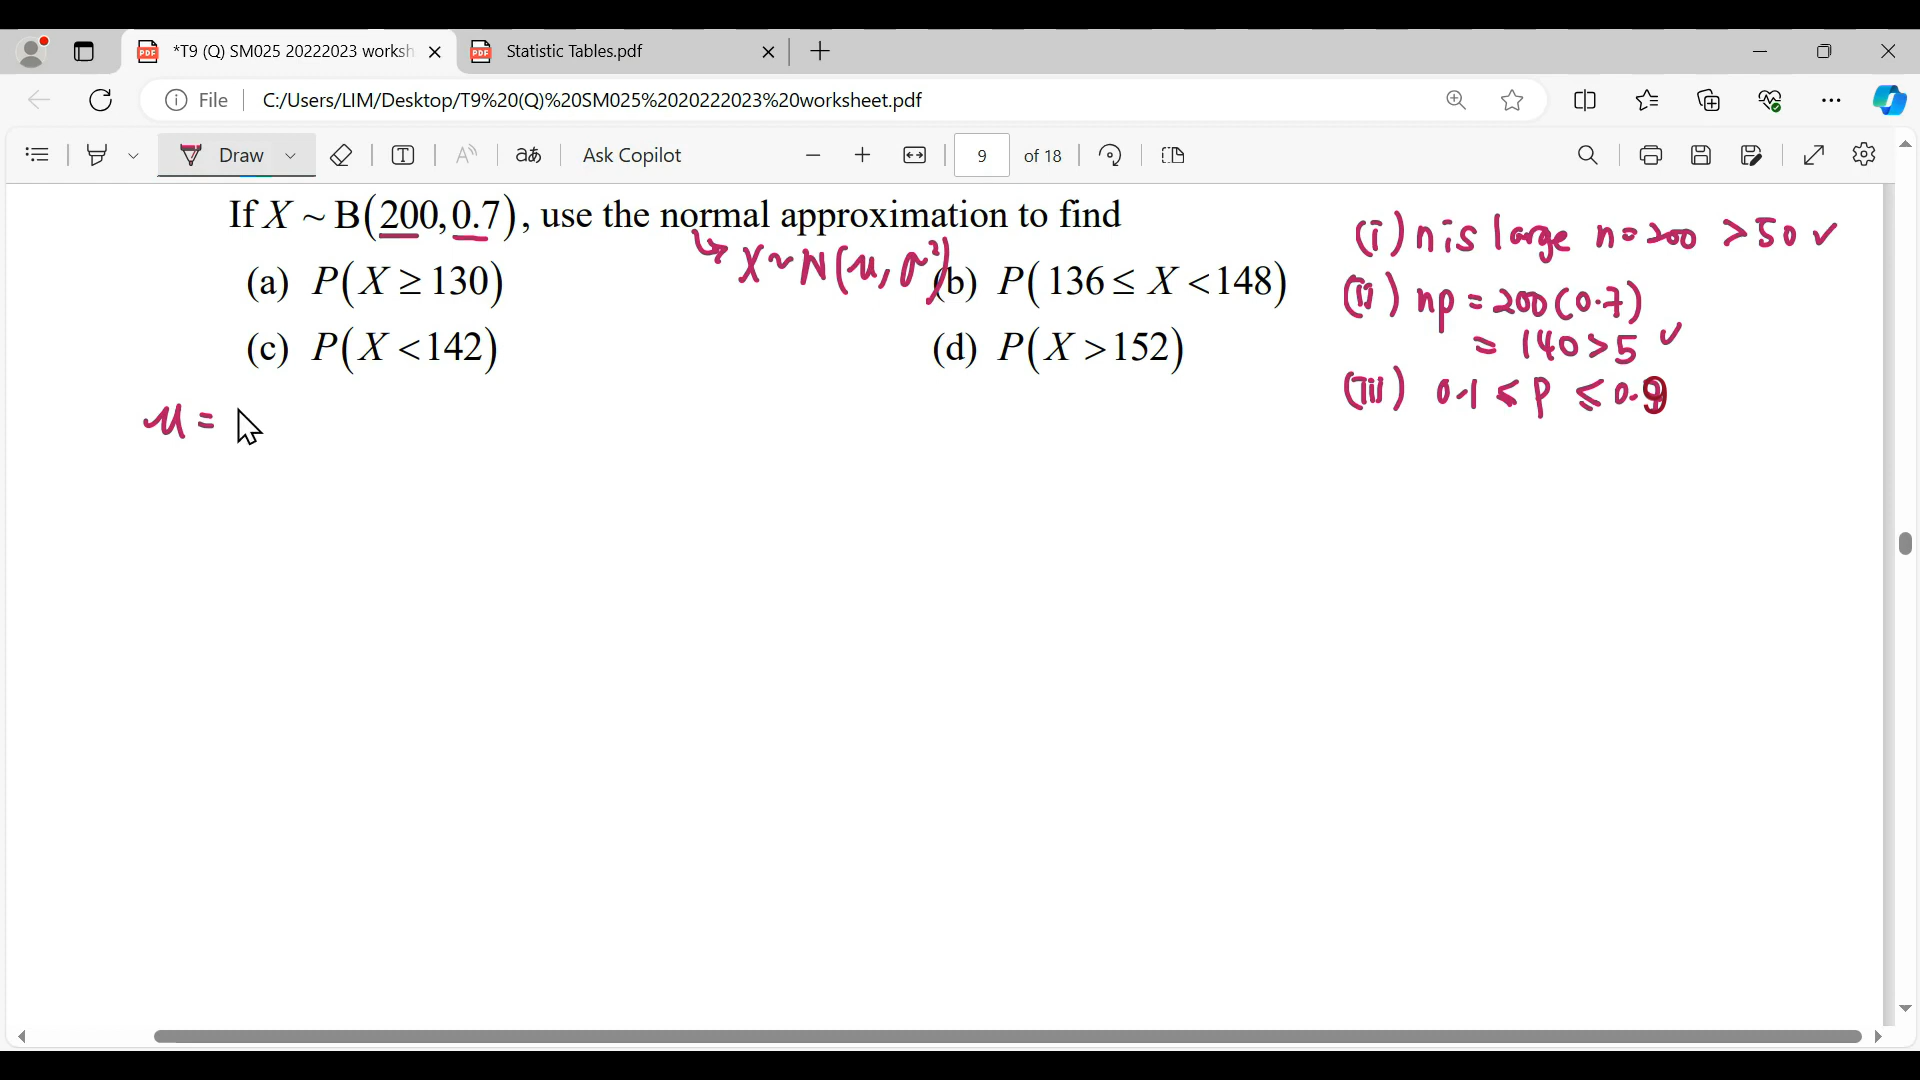 *T9 (Q) SM025 20222023 worksh
Statistic Tables.pdf
File
C:/Users/LIM/Desktop/T9%20(Q)%20SM025%2020222023%20worksheet.pdf
Draw
Ask Copilot
9
of 18
If X ~ B(200, 0.7), use the normal approximation to find
X ~ N(μ, σ²)
(a) P(X ≥ 130)
(b) P(136 ≤ X < 148)
(c) P(X < 142)
(d) P(X > 152)
(i) n is large n = 200 > 50 ✓
(ii) np = 200(0.7)
= 140 > 5 ✓
(iii) 0.1 ≤ p ≤ 0.9
μ =